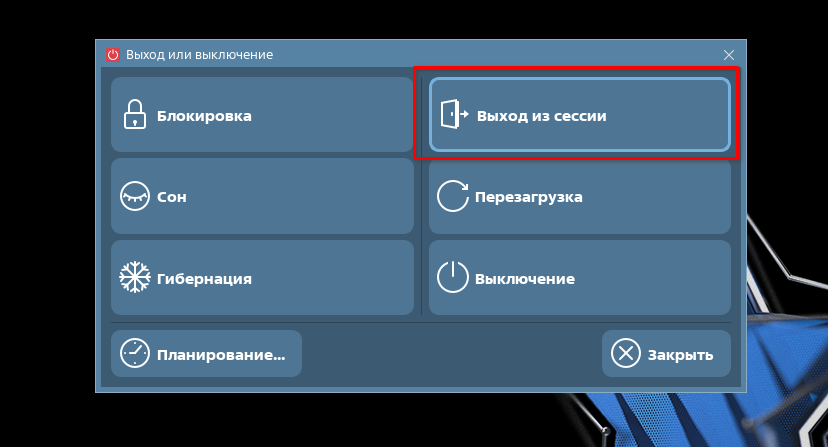 Выход или выключение
Блокировка
Выход из сессии
Сон
Перезагрузка
Гибернация
Выключение
Планирование...
Закрыть